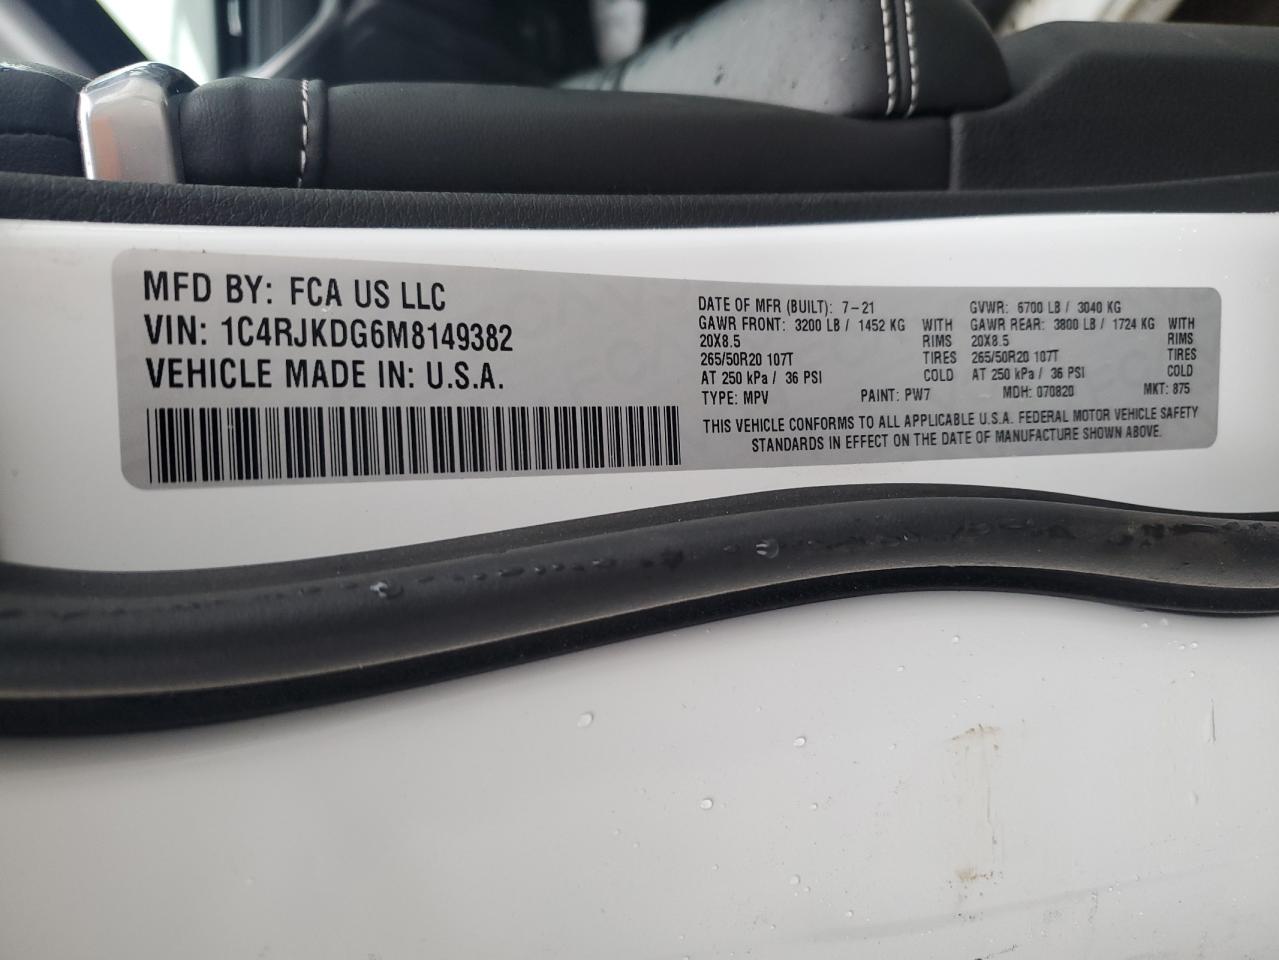 MFD BY: FCA US LLC
VIN: 1C4RJKDG6M8149382
VEHICLE MADE IN: U.S.A.
DATE OF MFR (BUILT): 7-21 GVWR: 6700 LB / 3040 KG
GAWR FRONT: 3200 LB / 1452 KG WITH GAWR REAR: 3800 LB / 1724 KG WITH
20X8.5 RIMS 20X8.5 RIMS
265/50R20 107T TIRES 265/50R20 107T TIRES
AT 250 kPa / 36 PSI COLD AT 250 kPa / 36 PSI COLD
TYPE: MPV PAINT: PW7 MDH: 070820 MKT: 875
THIS VEHICLE CONFORMS TO ALL APPLICABLE U.S.A. FEDERAL MOTOR VEHICLE SAFETY
STANDARDS IN EFFECT ON THE DATE OF MANUFACTURE SHOWN ABOVE.